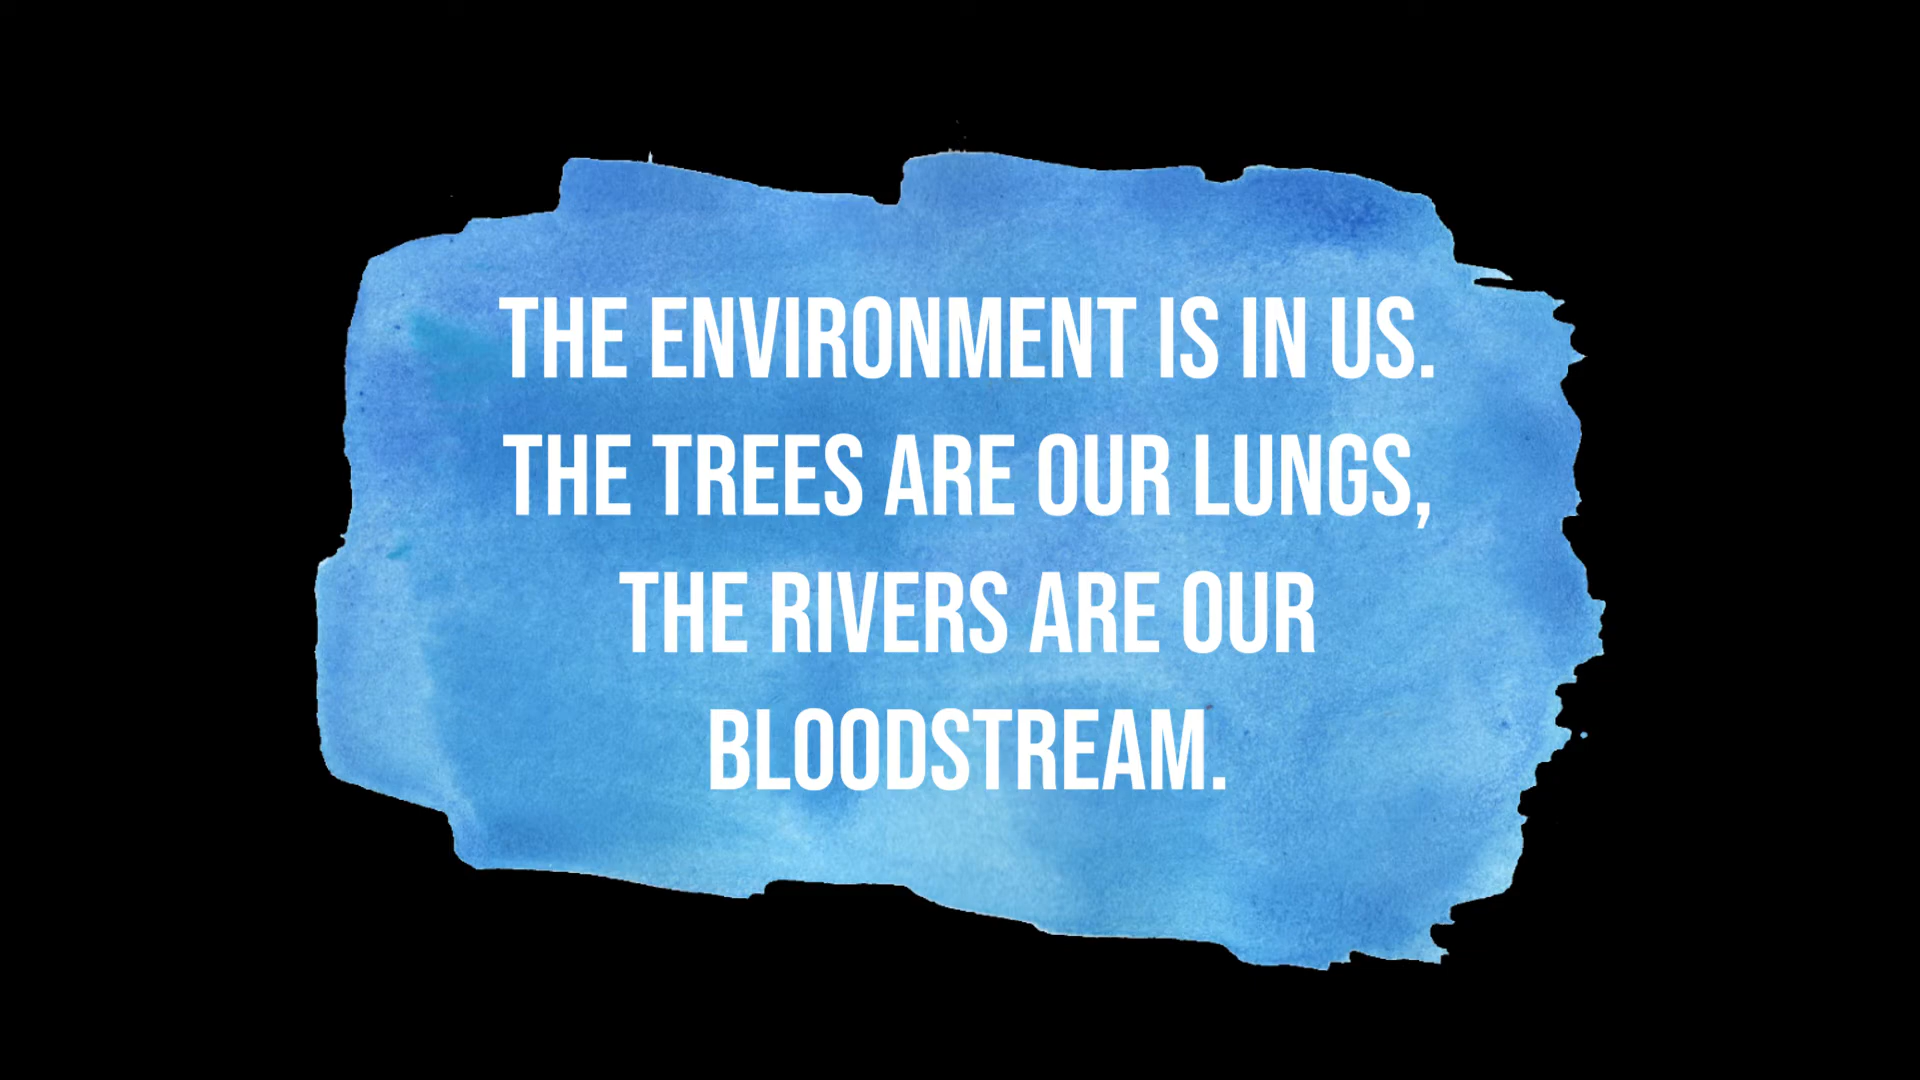 THE ENVIRONMENT IS IN US.
THE TREES ARE OUR LUNGS,
THE RIVERS ARE OUR
BLOODSTREAM.